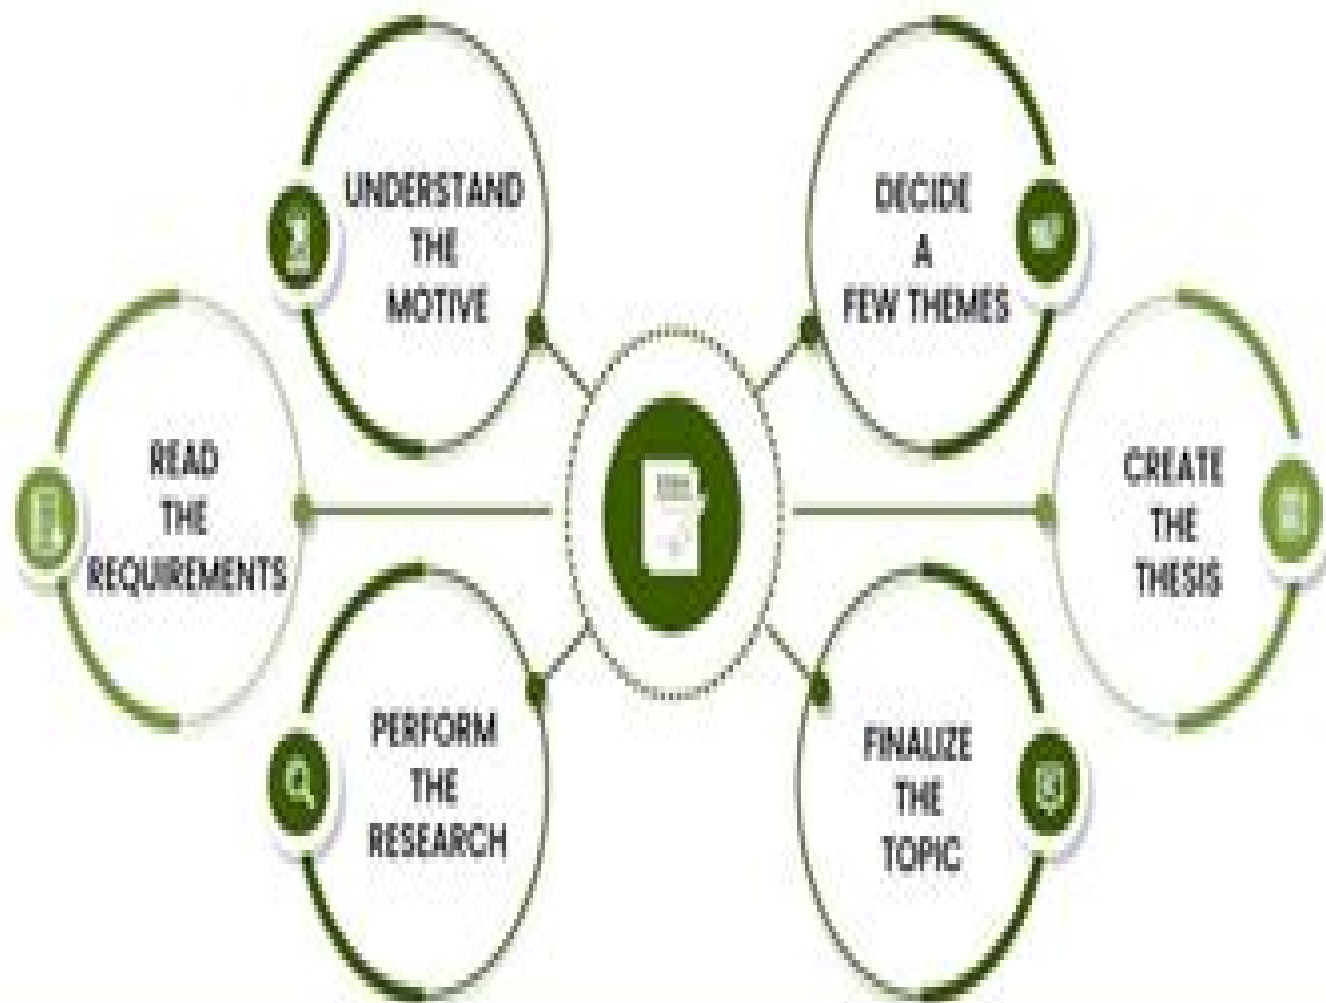 UNDERSTAND
THE
MOTIVE
DECIDE
A
FEW THEMES
READ
THE
REQUIREMENTS
CREATE
THE
THESIS
PERFORM
THE
RESEARCH
FINALIZE
THE
TOPIC